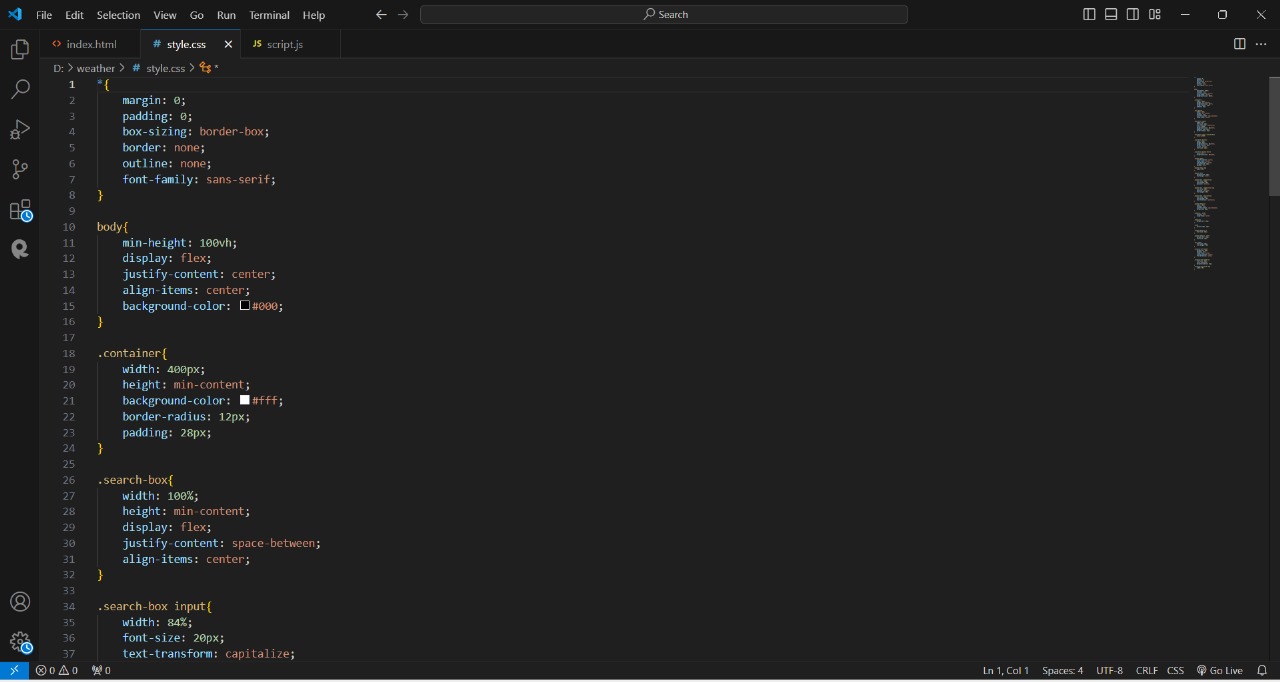 File Edit Selection View Go Run Terminal Help Search
<> index.html # style.css JS script.js
D: > weather > # style.css > *
1 *{
2 margin: 0;
3 padding: 0;
4 box-sizing: border-box;
5 border: none;
6 outline: none;
7 font-family: sans-serif;
8 }
9
10 body{
11 min-height: 100vh;
12 display: flex;
13 justify-content: center;
14 align-items: center;
15 background-color: #000;
16 }
17
18 .container{
19 width: 400px;
20 height: min-content;
21 background-color: #fff;
22 border-radius: 12px;
23 padding: 28px;
24 }
25
26 .search-box{
27 width: 100%;
28 height: min-content;
29 display: flex;
30 justify-content: space-between;
31 align-items: center;
32 }
33
34 .search-box input{
35 width: 84%;
36 font-size: 20px;
37 text-transform: capitalize;
0 0 0 Ln 1, Col 1 Spaces: 4 UTF-8 CRLF CSS Go Live